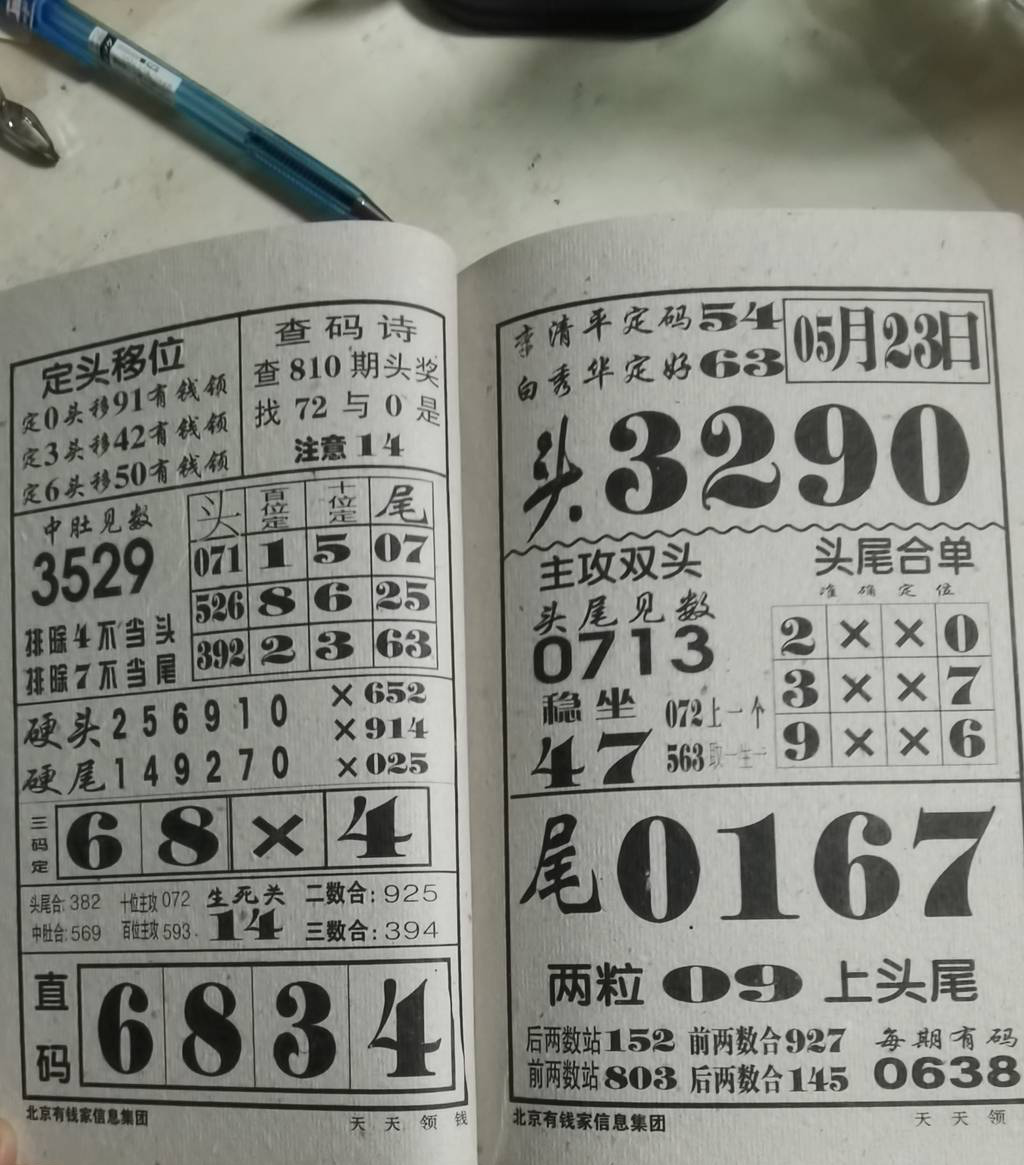 定头移位
定0头移91有钱领
定3头移42有钱领
定6头移50有钱领
查码诗
查810期头奖
找72与0是
注意14
中肚见数
3529
排除4不当头
排除7不当尾
头 百位定 十位定 尾
071 1 5 07
526 8 6 25
392 2 3 63
硬头256910
硬尾149270
×652
×914
×025
三码定
68×4
头尾合:382 十位主攻072 生死关 二数合:925
中肚合:569 百位主攻593. 14 三数合:394
直码
6834
北京有钱家信息集团
天天领钱
李清平定码54
白秀华定好63
05月23日
头.3290
主攻双头
头尾见数
0713
稳坐
47
072上一个
563取一生一
头尾合单
准确定位
2××0
3××7
9××6
尾0167
两粒09上头尾
后两数站152 前两数合927 每期有码
前两数站803 后两数合145 0638
北京有钱家信息集团
天天领